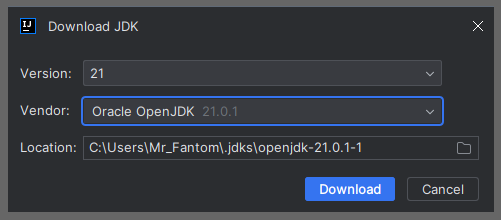 IJ
Download JDK
Version: 21
Vendor: Oracle OpenJDK 21.0.1
Location: C:\Users\Mr_Fantom\.jdks\openjdk-21.0.1-1
Download Cancel